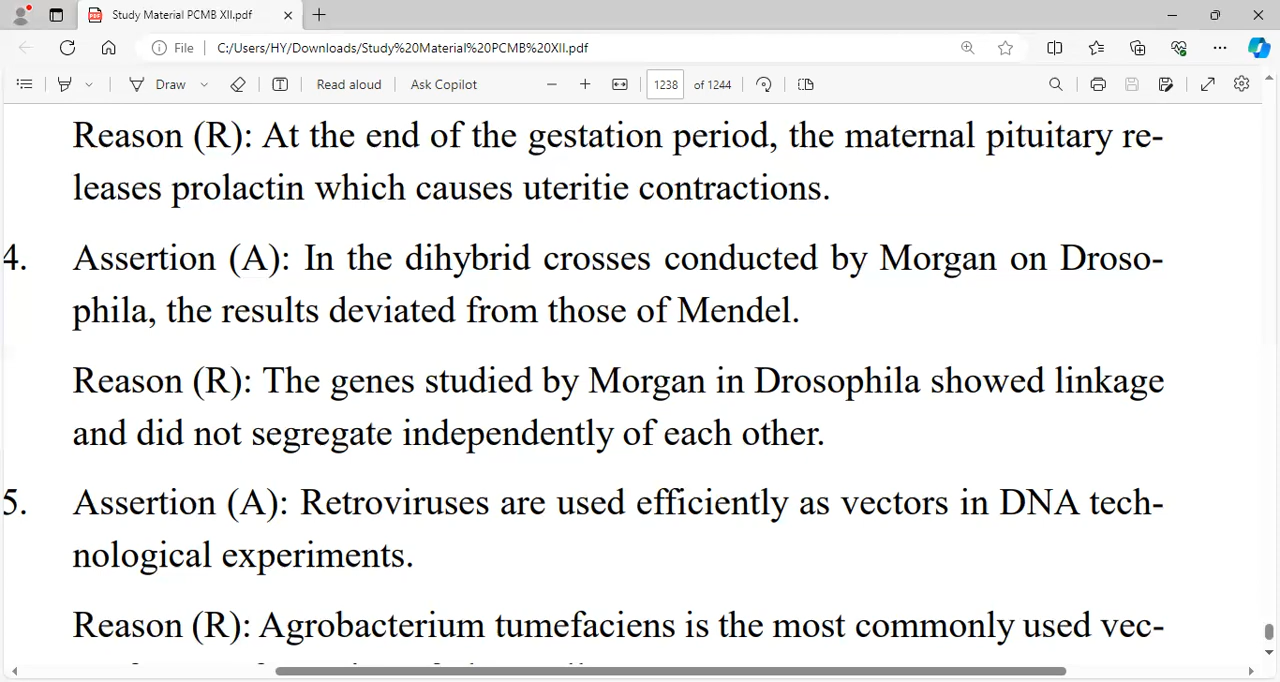 Study Material PCMB XII.pdf
File C:/Users/HY/Downloads/Study%20Material%20PCMB%20XII.pdf
Draw Read aloud Ask Copilot 1238 of 1244
Reason (R): At the end of the gestation period, the maternal pituitary re-
leases prolactin which causes uteritie contractions.
4. Assertion (A): In the dihybrid crosses conducted by Morgan on Droso-
phila, the results deviated from those of Mendel.
Reason (R): The genes studied by Morgan in Drosophila showed linkage
and did not segregate independently of each other.
5. Assertion (A): Retroviruses are used efficiently as vectors in DNA tech-
nological experiments.
Reason (R): Agrobacterium tumefaciens is the most commonly used vec-